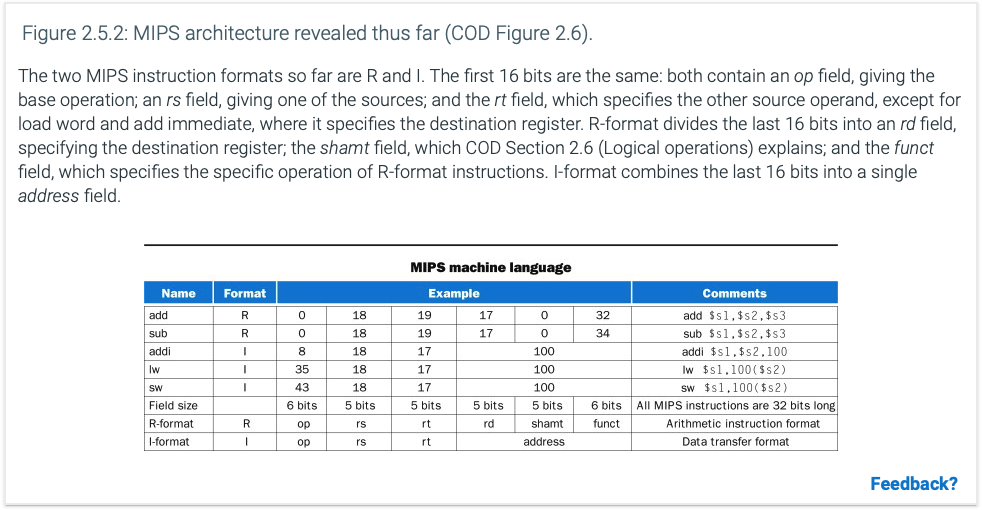 Figure 2.5.2: MIPS architecture revealed thus far (COD Figure 2.6).
The two MIPS instruction formats so far are R and I. The first 16 bits are the same: both contain an op field, giving the
base operation; an rs field, giving one of the sources; and the rt field, which specifies the other source operand, except for
load word and add immediate, where it specifies the destination register. R-format divides the last 16 bits into an rd field,
specifying the destination register; the shamt field, which COD Section 2.6 (Logical operations) explains; and the funct
field, which specifies the specific operation of R-format instructions. I-format combines the last 16 bits into a single
address field.
MIPS machine language
Name Format Example Comments
add R 0 18 19 17 0 32 add $s1,$s2,$s3
sub R 0 18 19 17 0 34 sub $s1,$s2,$s3
addi I 8 18 17 100 addi $s1,$s2,100
lw I 35 18 17 100 lw $s1,100($s2)
sw I 43 18 17 100 sw $s1,100($s2)
Field size 6 bits 5 bits 5 bits 5 bits 5 bits 6 bits All MIPS instructions are 32 bits long
R-format R op rs rt rd shamt funct Arithmetic instruction format
I-format I op rs rt address Data transfer format
Feedback?